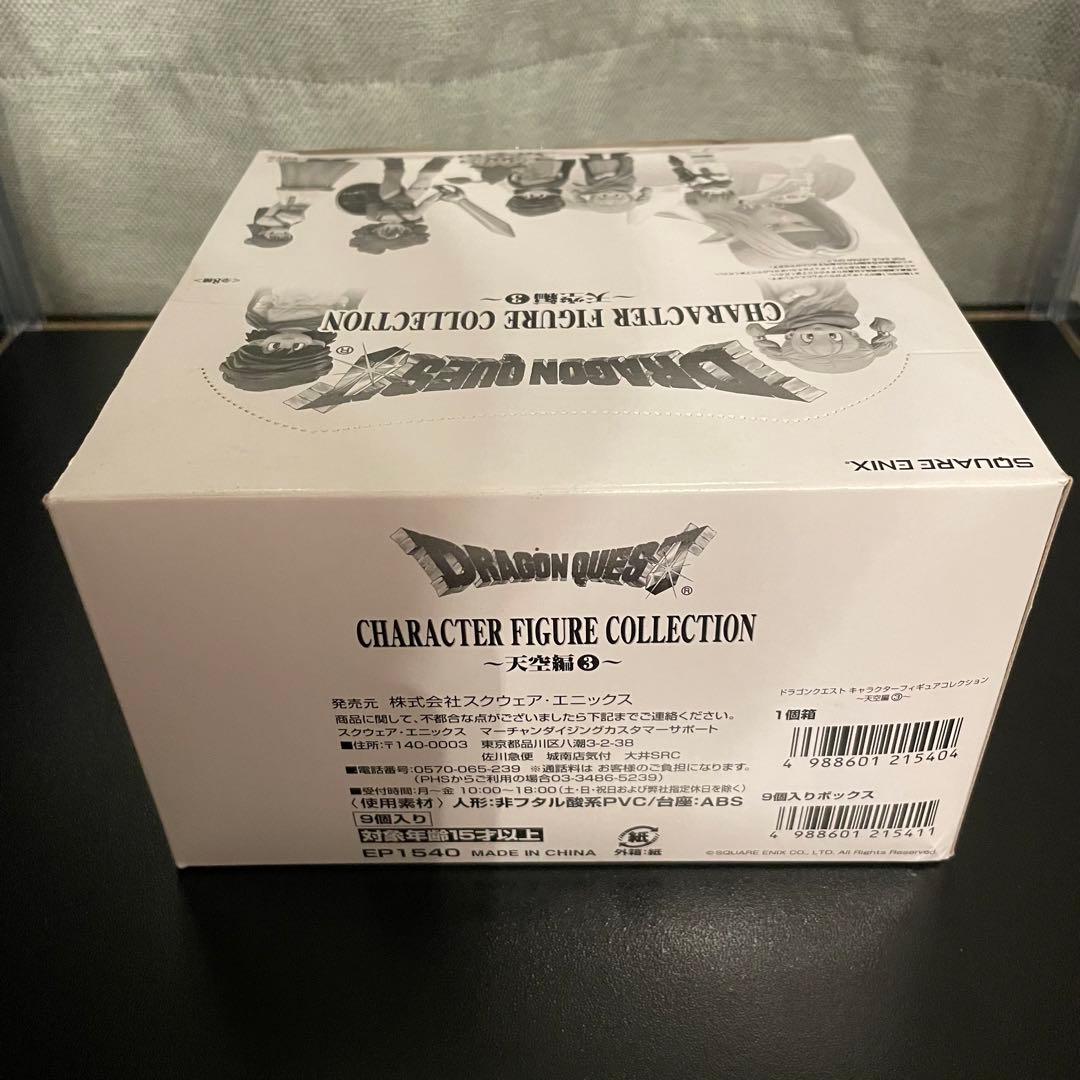 <全8種>
DRAGON QUEST
®
CHARACTER FIGURE COLLECTION
～天空編❸～
SQUARE ENIX.
DRAGON QUEST
®
CHARACTER FIGURE COLLECTION
～天空編❸～
発売元 株式会社スクウェア・エニックス
商品に関して、不都合な点がございましたら下記までご連絡ください。
スクウェア・エニックス マーチャンダイジングカスタマーサポート
■住所:〒140-0003 東京都品川区八潮3-2-38
佐川急便 城南店気付 大井SRC
■電話番号:0570-065-239 ※通話料は お客様のご負担になります。
(PHSからご利用の場合03-3486-5239)
■受付時間:月～金 10:00～18:00(土・日・祝日および弊社指定休日を除く)
〈使用素材〉人形:非フタル酸系PVC/台座:ABS
9個入り
対象年齢15才以上
EP1540 MADE IN CHINA
紙
外箱:紙
ドラゴンクエスト キャラクターフィギュアコレクション
～天空編❸～
1個箱
4 988601 215404
9個入りボックス
4 988601 215411
©SQUARE ENIX CO., LTD. All Rights Reserved.